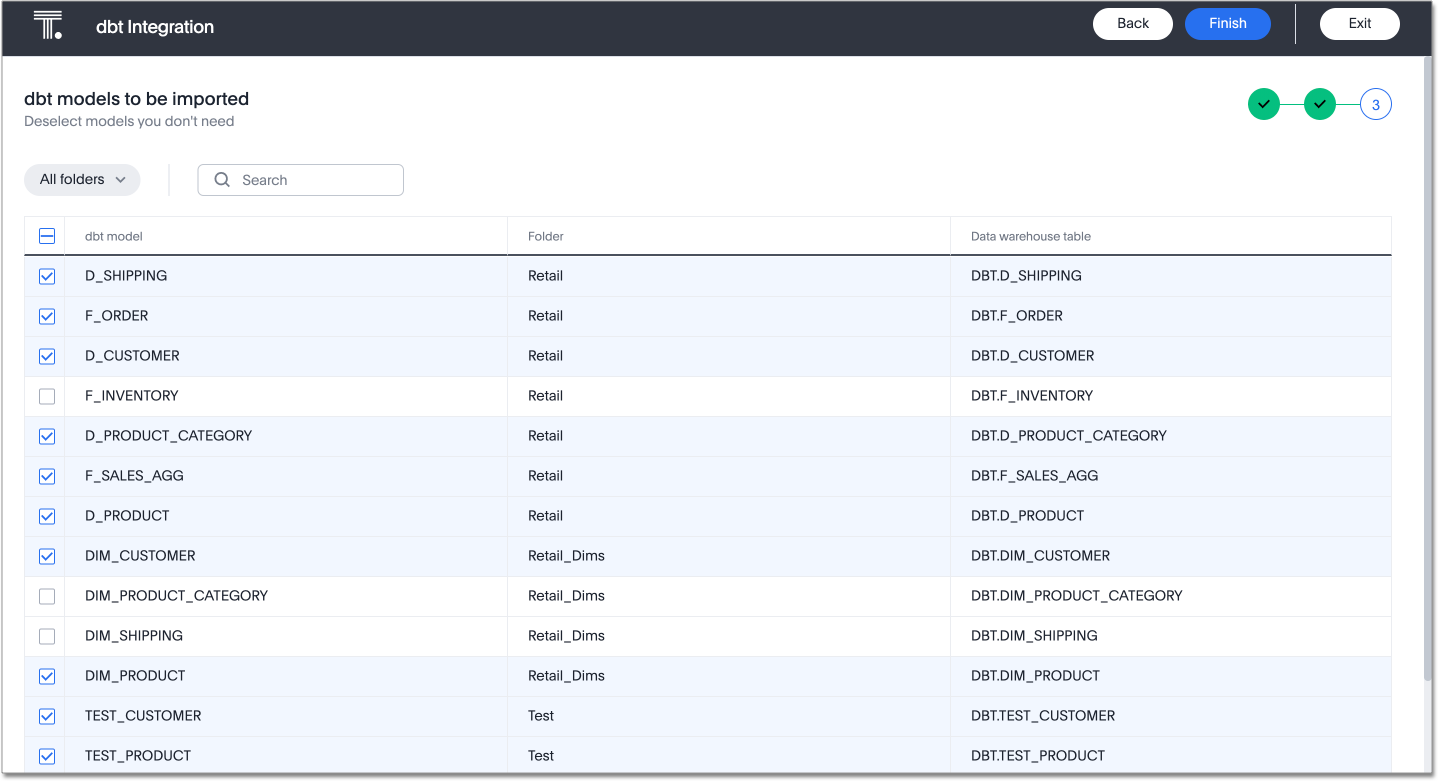 dbt Integration Back Finish Exit
dbt models to be imported
Deselect models you don't need
3
All folders Search
dbt model Folder Data warehouse table
D_SHIPPING Retail DBT.D_SHIPPING
F_ORDER Retail DBT.F_ORDER
D_CUSTOMER Retail DBT.D_CUSTOMER
F_INVENTORY Retail DBT.F_INVENTORY
D_PRODUCT_CATEGORY Retail DBT.D_PRODUCT_CATEGORY
F_SALES_AGG Retail DBT.F_SALES_AGG
D_PRODUCT Retail DBT.D_PRODUCT
DIM_CUSTOMER Retail_Dims DBT.DIM_CUSTOMER
DIM_PRODUCT_CATEGORY Retail_Dims DBT.DIM_PRODUCT_CATEGORY
DIM_SHIPPING Retail_Dims DBT.DIM_SHIPPING
DIM_PRODUCT Retail_Dims DBT.DIM_PRODUCT
TEST_CUSTOMER Test DBT.TEST_CUSTOMER
TEST_PRODUCT Test DBT.TEST_PRODUCT